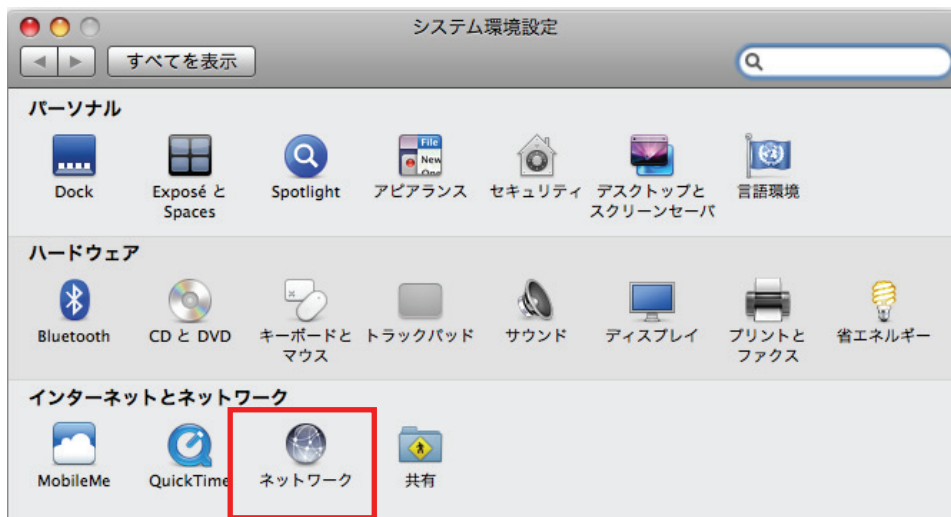 システム環境設定
すべてを表示
パーソナル
File
New
One
Dock
Exposé と
Spaces
Spotlight
アピアランス
セキュリティ
デスクトップと
スクリーンセーバ
言語環境
ハードウェア
Bluetooth
CD と DVD
キーボードと
マウス
トラックパッド
サウンド
ディスプレイ
プリントと
ファクス
省エネルギー
インターネットとネットワーク
MobileMe
QuickTime
ネットワーク
共有